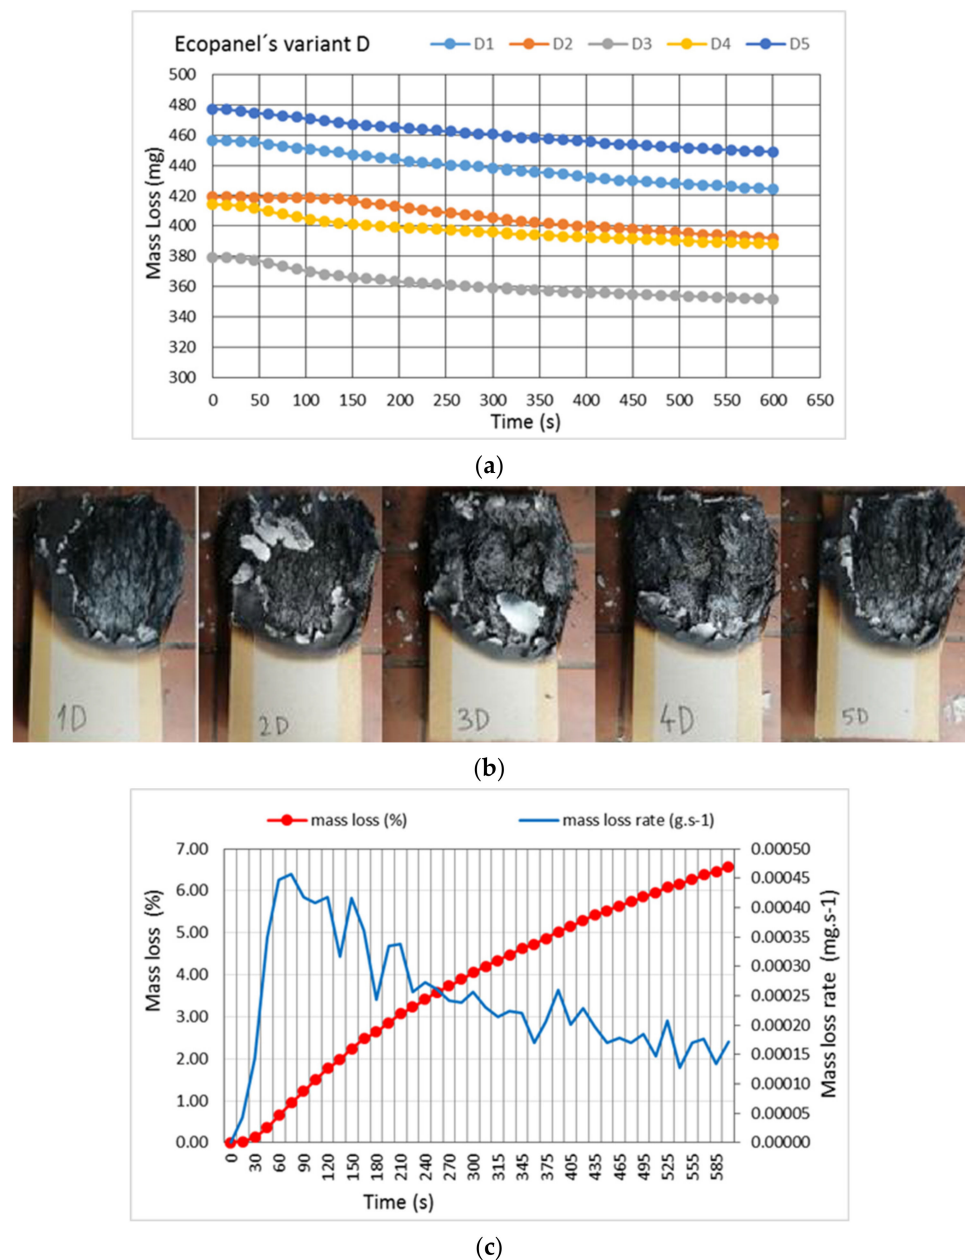 Ecopanel´s variant D
D1 D2 D3 D4 D5
500
480
460
440
420
400
380
360
340
320
300
Mass Loss (mg)
0 50 100 150 200 250 300 350 400 450 500 550 600 650
Time (s)
(a)
1D 2D 3D 4D 5D
(b)
mass loss (%) mass loss rate (g.s-1)
7.00 0.00050
0.00045
6.00 0.00040
5.00 0.00035
4.00 0.00030
0.00025
3.00 0.00020
2.00 0.00015
1.00 0.00010
0.00005
0.00 0.00000
Mass loss (%)
Mass loss rate (mg.s-1)
0 30 60 90 120 150 180 210 240 270 300 315 345 375 405 435 465 495 525 555 585
Time (s)
(c)